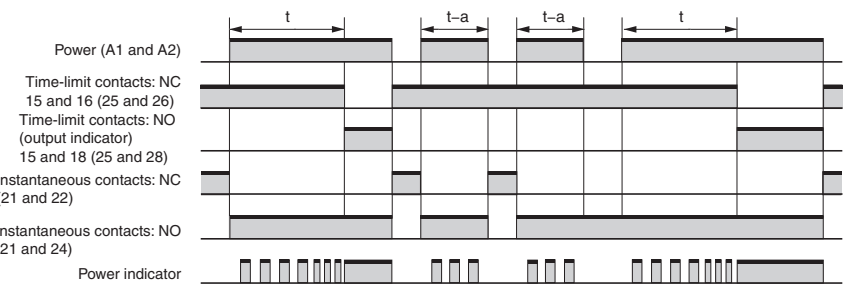 t t–a t–a t
Power (A1 and A2)
Time-limit contacts: NC
15 and 16 (25 and 26)
Time-limit contacts: NO
(output indicator)
15 and 18 (25 and 28)
nstantaneous contacts: NC
21 and 22)
nstantaneous contacts: NO
21 and 24)
Power indicator